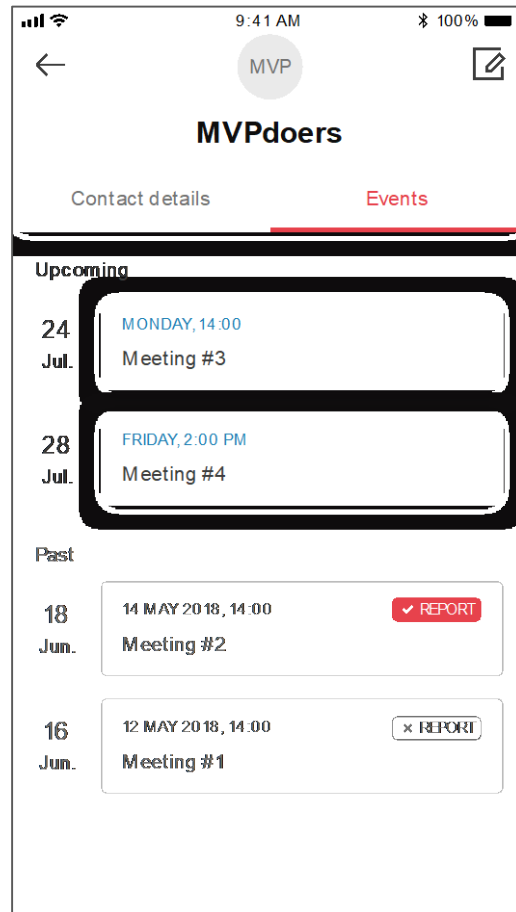 9:41 AM 100%
MVP
MVPdoers
Contact details Events
Upcoming
24 MONDAY, 14:00
Jul. Meeting #3
28 FRIDAY, 2:00 PM
Jul. Meeting #4
Past
18 14 MAY 2018, 14:00 REPORT
Jun. Meeting #2
16 12 MAY 2018, 14:00 REPORT
Jun. Meeting #1